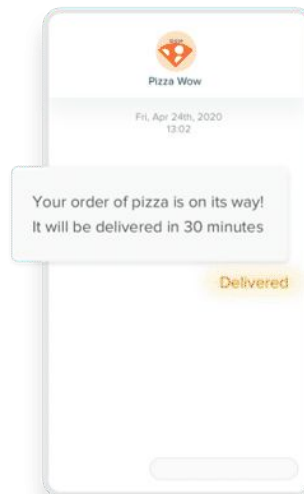 Pizza Wow
Fri, Apr 24th, 2020
13:02
Your order of pizza is on its way!
It will be delivered in 30 minutes
Delivered